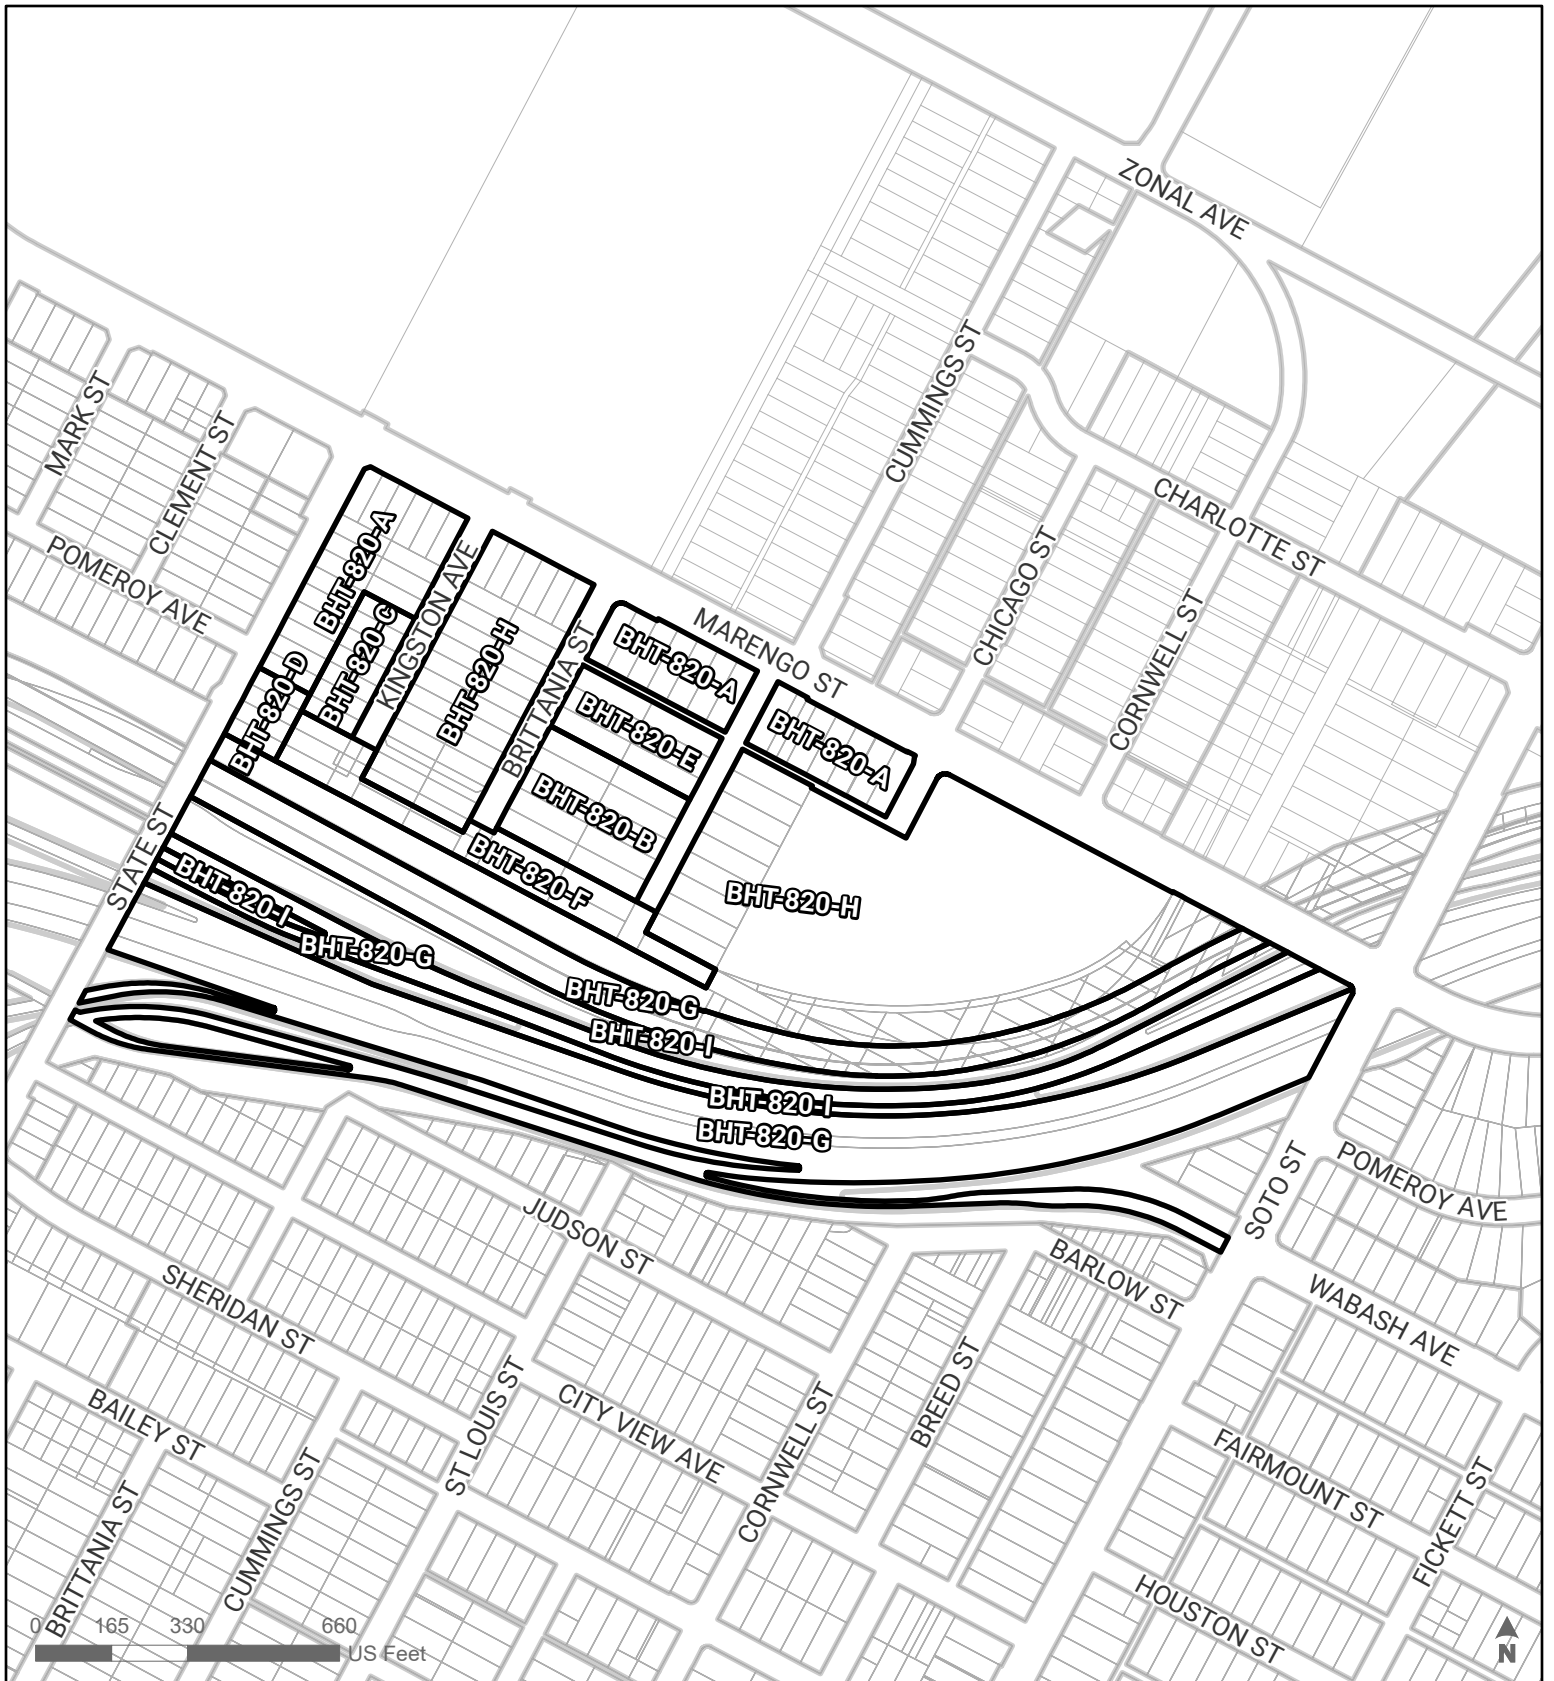 ZONAL AVE
CUMMINGS ST
MARK ST
CLEMENT ST
CHARLOTTE ST
POMEROY AVE
BHT-820-A
KINGSTON AVE
CHICAGO ST
CORNWELL ST
MARENGO ST
BHT-820-C
BHT-820-H
BRITTANIA ST
BHT-820-A
BHT-820-D
BHT-820-E
BHT-820-A
BHT-820-B
STATE ST
BHT-820-F
BHT-820-H
BHT-820-I
BHT-820-G
BHT-820-G
BHT-820-I
BHT-820-I
BHT-820-G
SOTO ST
POMEROY AVE
JUDSON ST
BARLOW ST
WABASH AVE
SHERIDAN ST
BREED ST
ST LOUIS ST
CITY VIEW AVE
CORNWELL ST
BAILEY ST
FAIRMOUNT ST
FICKETT ST
CUMMINGS ST
BRITTANIA ST
HOUSTON ST
0 165 330 660
US Feet
N